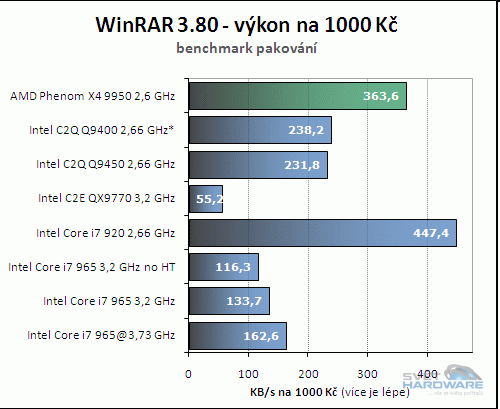 WinRAR 3.80 - výkon na 1000 Kč
benchmark pakování
AMD Phenom X4 9950 2,6 GHz 363,6
Intel C2Q Q9400 2,66 GHz* 238,2
Intel C2Q Q9450 2,66 GHz 231,8
Intel C2E QX9770 3,2 GHz 55,2
Intel Core i7 920 2,66 GHz 447,4
Intel Core i7 965 3,2 GHz no HT 116,3
Intel Core i7 965 3,2 GHz 133,7
Intel Core i7 965@3,73 GHz 162,6
0 100 200 300 400
KB/s na 1000 Kč (více je lépe)
SVĚT
HARDWARE